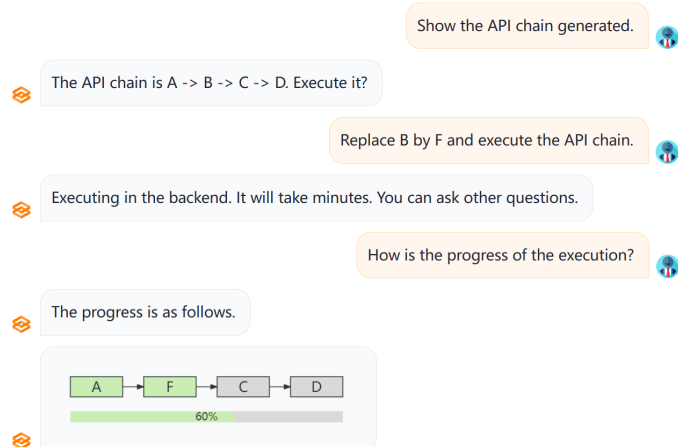 Show the API chain generated.
The API chain is A -> B -> C -> D. Execute it?
Replace B by F and execute the API chain.
Executing in the backend. It will take minutes. You can ask other questions.
How is the progress of the execution?
The progress is as follows.
A F C D
60%